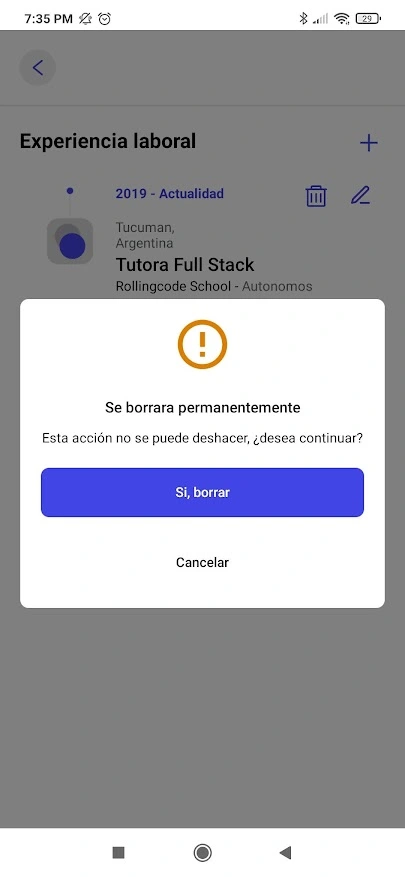 7:35 PM 29
Experiencia laboral
2019 - Actualidad
Tucuman,
Argentina
Tutora Full Stack
Rollingcode School - Autonomos
Se borrara permanentemente
Esta acción no se puede deshacer, ¿desea continuar?
Si, borrar
Cancelar